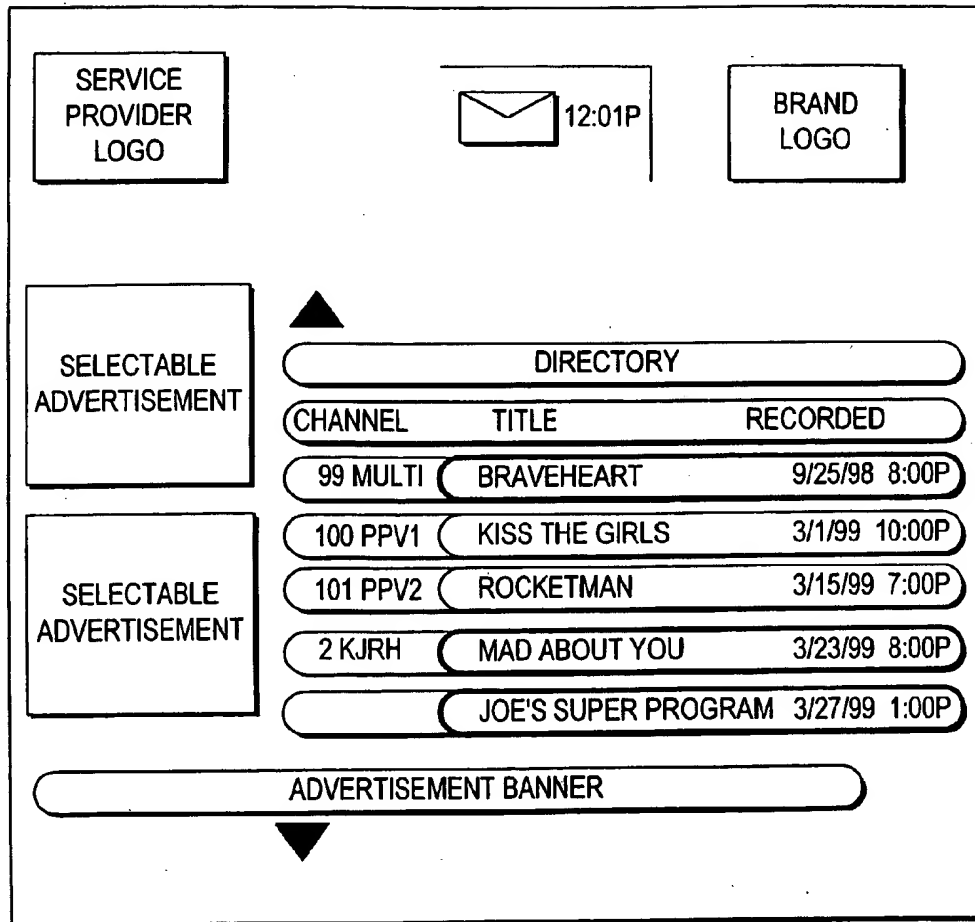 SERVICE
PROVIDER
LOGO
12:01P
BRAND
LOGO
SELECTABLE
ADVERTISEMENT
DIRECTORY
CHANNEL TITLE RECORDED
99 MULTI BRAVEHEART 9/25/98 8:00P
100 PPV1 KISS THE GIRLS 3/1/99 10:00P
101 PPV2 ROCKETMAN 3/15/99 7:00P
2 KJRH MAD ABOUT YOU 3/23/99 8:00P
JOE'S SUPER PROGRAM 3/27/99 1:00P
SELECTABLE
ADVERTISEMENT
ADVERTISEMENT BANNER